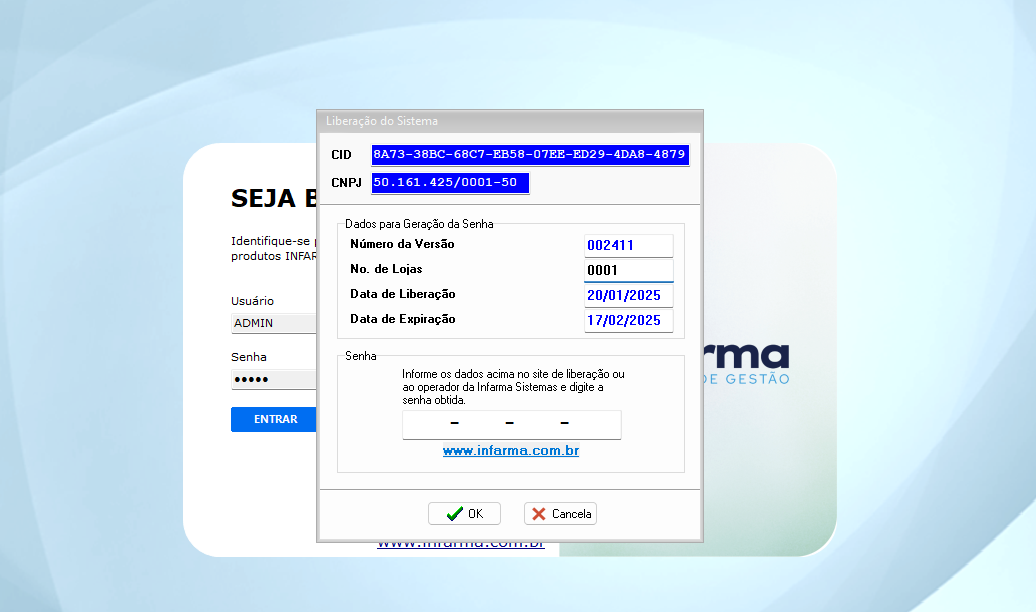 Liberação do Sistema
CID 8A73-38BC-68C7-EB58-07EE-ED29-4DA8-4879
CNPJ 50.161.425/0001-50
SEJA B
Identifique-se
produtos INFAR
Usuário
ADMIN
Senha
•••••
ENTRAR
Dados para Geração da Senha
Número da Versão 002411
No. de Lojas 0001
Data de Liberação 20/01/2025
Data de Expiração 17/02/2025
Senha
Informe os dados acima no site de liberação ou
ao operador da Infarma Sistemas e digite a
senha obtida.
- - -
www.infarma.com.br
OK Cancela
rma
DE GESTÃO
www.infarma.com.br